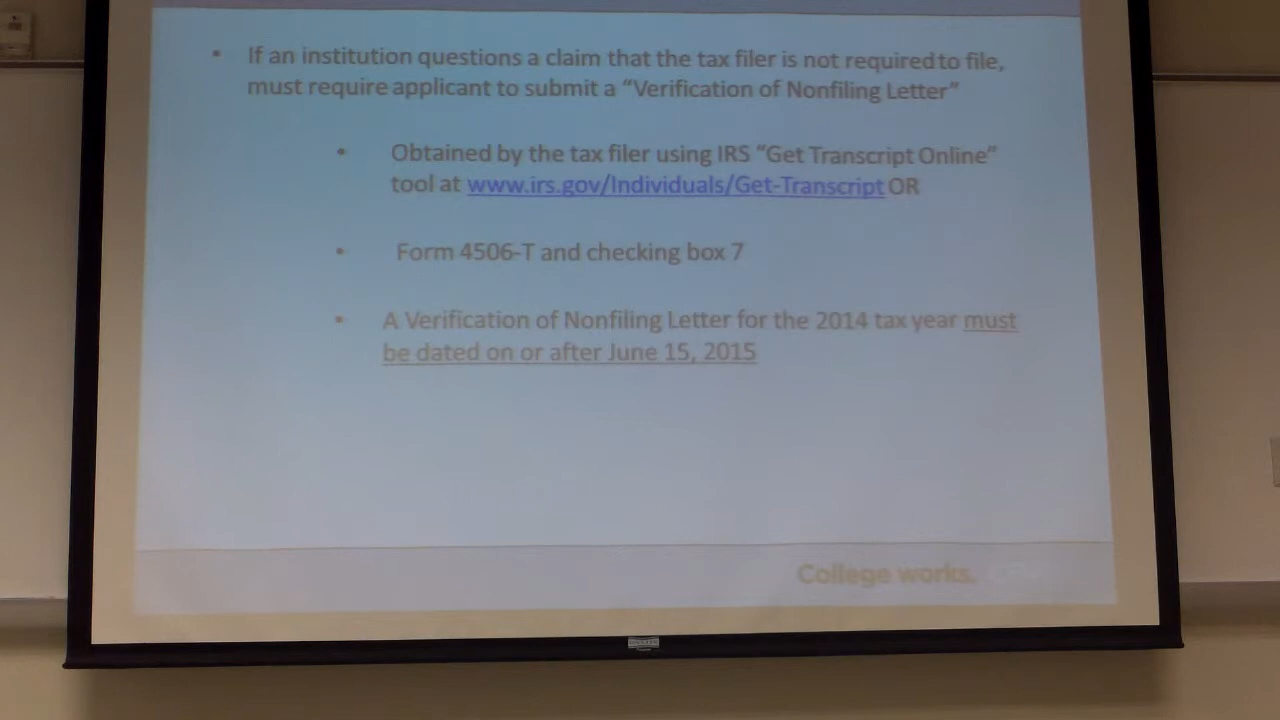 • If an institution questions a claim that the tax filer is not required to file,
must require applicant to submit a “Verification of Nonfiling Letter”
• Obtained by the tax filer using IRS “Get Transcript Online”
tool at www.irs.gov/Individuals/Get-Transcript OR
• Form 4506-T and checking box 7
• A Verification of Nonfiling Letter for the 2014 tax year must
be dated on or after June 15, 2015
College works.